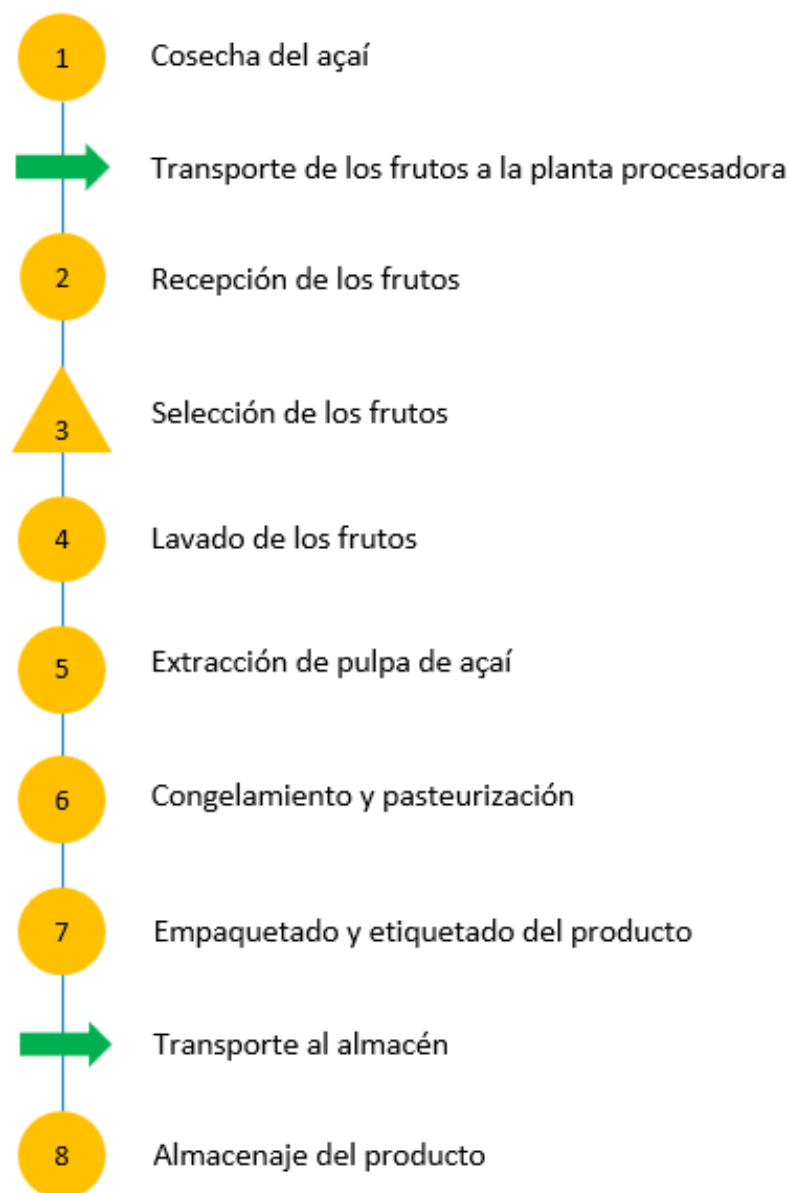 1 Cosecha del açaí
Transporte de los frutos a la planta procesadora
2 Recepción de los frutos
3 Selección de los frutos
4 Lavado de los frutos
5 Extracción de pulpa de açaí
6 Congelamiento y pasteurización
7 Empaquetado y etiquetado del producto
Transporte al almacén
8 Almacenaje del producto